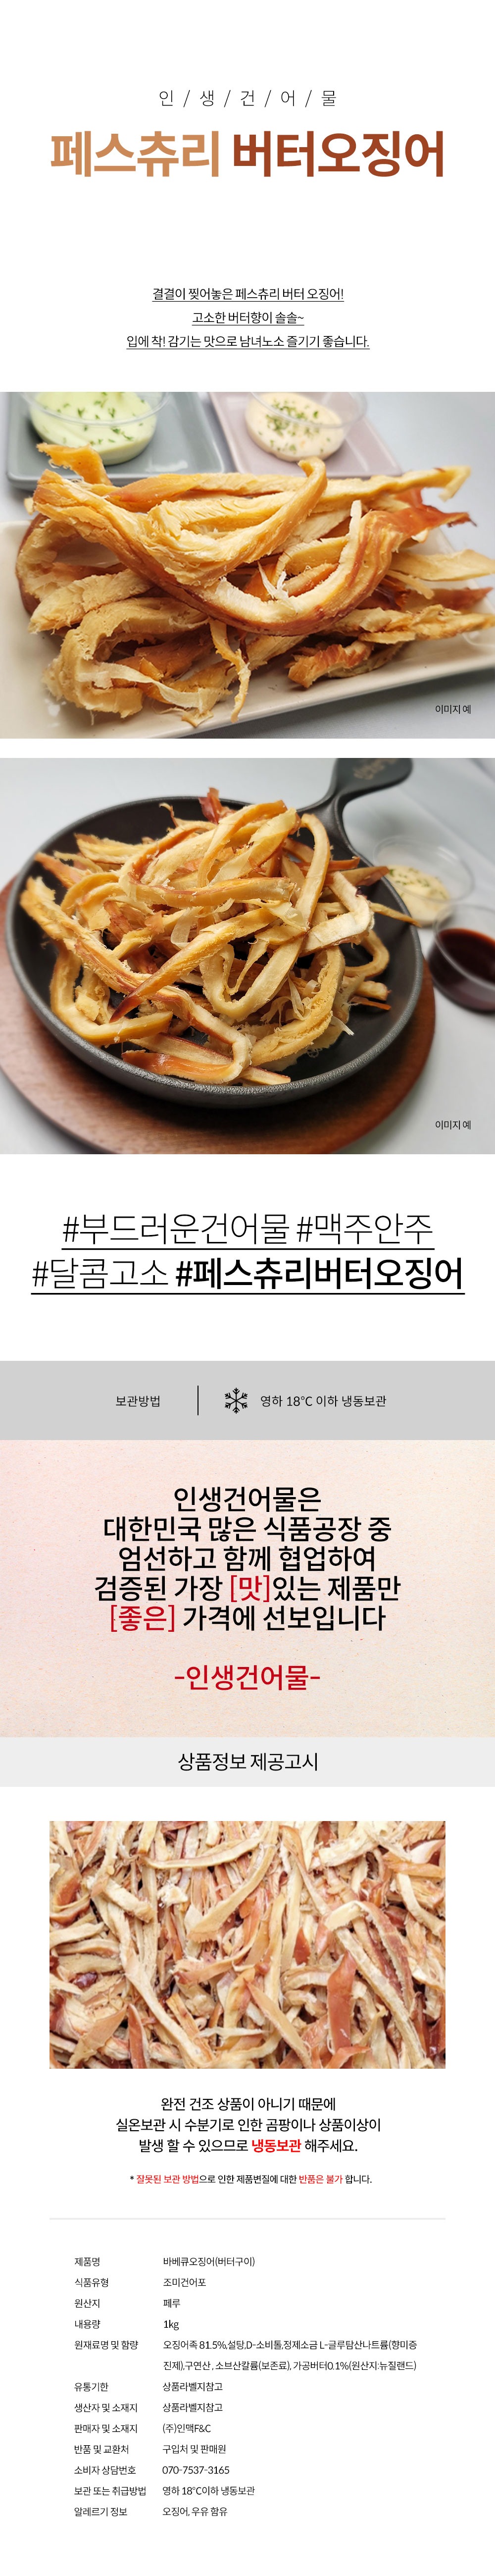 인 / 생 / 건 / 어 / 물
페스츄리 버터오징어
결결이 찢어놓은 페스츄리 버터 오징어!
고소한 버터향이 솔솔~
입에 착! 감기는 맛으로 남녀노소 즐기기 좋습니다.
이미지 예
이미지 예
#부드러운건어물 #맥주안주
#달콤고소 #페스츄리버터오징어
보관방법 영하 18°C 이하 냉동보관
인생건어물은
대한민국 많은 식품공장 중
엄선하고 함께 협업하여
검증된 가장 [맛]있는 제품만
[좋은] 가격에 선보입니다
-인생건어물-
상품정보 제공고시
완전 건조 상품이 아니기 때문에
실온보관 시 수분기로 인한 곰팡이나 상품이상이
발생 할 수 있으므로 냉동보관 해주세요.
* 잘못된 보관 방법으로 인한 제품변질에 대한 반품은 불가 합니다.
제품명 바베큐오징어(버터구이)
식품유형 조미건어포
원산지 페루
내용량 1kg
원재료명 및 함량 오징어족 81.5%,설탕,D-소비톨,정제소금 L-글루탐산나트륨(향미증
진제),구연산 , 소브산칼륨(보존료), 가공버터0.1%(원산지:뉴질랜드)
유통기한 상품라벨지참고
생산자 및 소재지 상품라벨지참고
판매자 및 소재지 (주)인맥F&C
반품 및 교환처 구입처 및 판매원
소비자 상담번호 070-7537-3165
보관 또는 취급방법 영하 18°C이하 냉동보관
알레르기 정보 오징어, 우유 함유